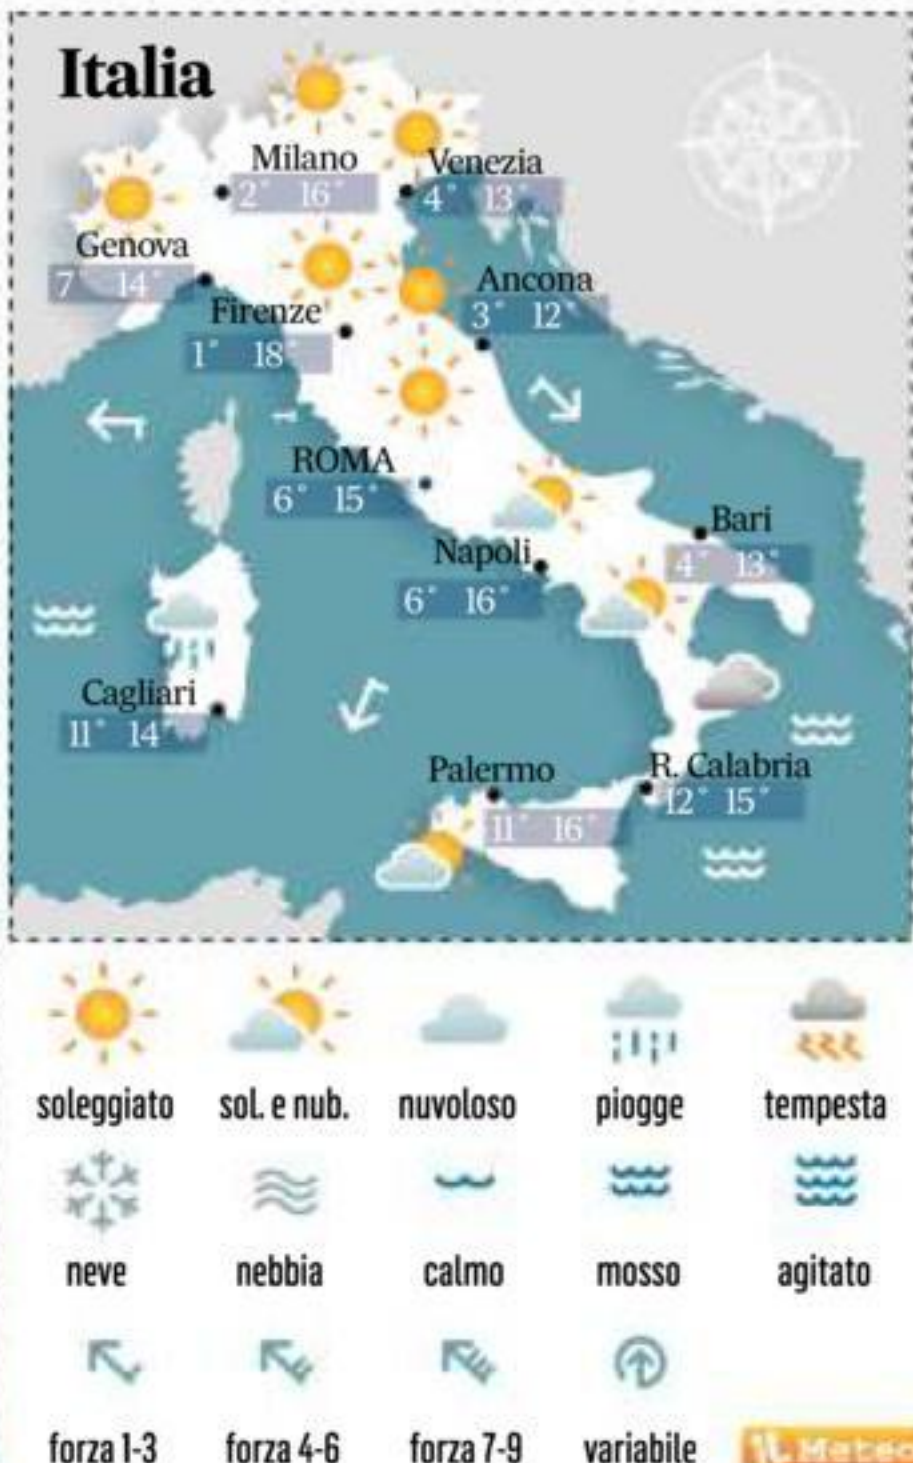 Italia
Milano
2° 16°
Venezia
4° 13°
Genova
7° 14°
Ancona
3° 12°
Firenze
1° 18°
ROMA
6° 15°
Bari
4° 13°
Napoli
6° 16°
Cagliari
11° 14°
Palermo
11° 16°
R. Calabria
12° 15°
soleggiato sol. e nub. nuvoloso piogge tempesta
neve nebbia calmo mosso agitato
forza 1-3 forza 4-6 forza 7-9 variabile
iL Meteo